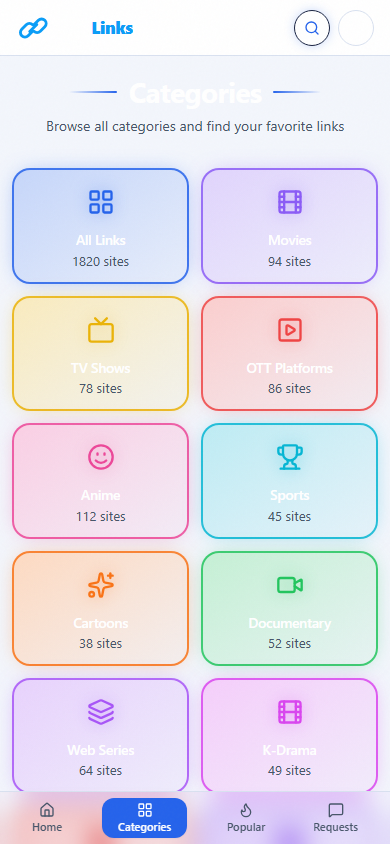 Links
Categories
Browse all categories and find your favorite links
All Links
1820 sites
Movies
94 sites
TV Shows
78 sites
OTT Platforms
86 sites
Anime
112 sites
Sports
45 sites
Cartoons
38 sites
Documentary
52 sites
Web Series
64 sites
K-Drama
49 sites
Home
Categories
Popular
Requests